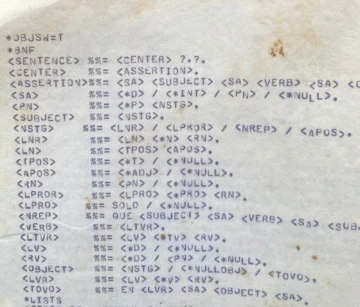 *OBJSW=T
*BNF
<SENTENCE> %%= <CENTER> ?.?.
<CENTER> %%= <ASSERTION>.
<ASSERTION>%%= <SA> <SUBJECT> <SA> <VERB> <SA>
<SA> %%= <*D> / <*INT> / <PN> / <*NULL>.
<PN> %%= <*P> <NSTG>.
<SUBJECT> %%= <NSTG>.
<NSTG> %%= <LNR> / <LPROR> / <NREP> / <APOS>.
<LNR> %%= <LN> <*N> <RN>.
<LN> %%= <TPOS> <APOS>.
<TPOS> %%= <*T> / <*NULL>.
<APOS> %%= <*ADJ> / <*NULL>.
<RN> %%= <PN> / <*NULL>.
<LPROR> %%= <LPRO> <*PRO> <RN>.
<LPRO> %%= SOLO / <*NULL>.
<NREP> %%= QUE <SUBJECT> <SA> <VERB> <SA>
<VERB> %%= <LTVR>.
<LTVR> %%= <LV> <*TV> <RV>.
<LV> %%= <*D> / <*NULL>.
<RV> %%= <*D> / <PN> / <*NULL>.
<OBJECT> %%= <NSTG> / <*NULLOBJ> / <TOVO>.
<LVR> %%= <LV> <*V> <RV>.
<TOVO> %%= EN <LVR> <SA> <OBJECT> <SA>.
*LISTS